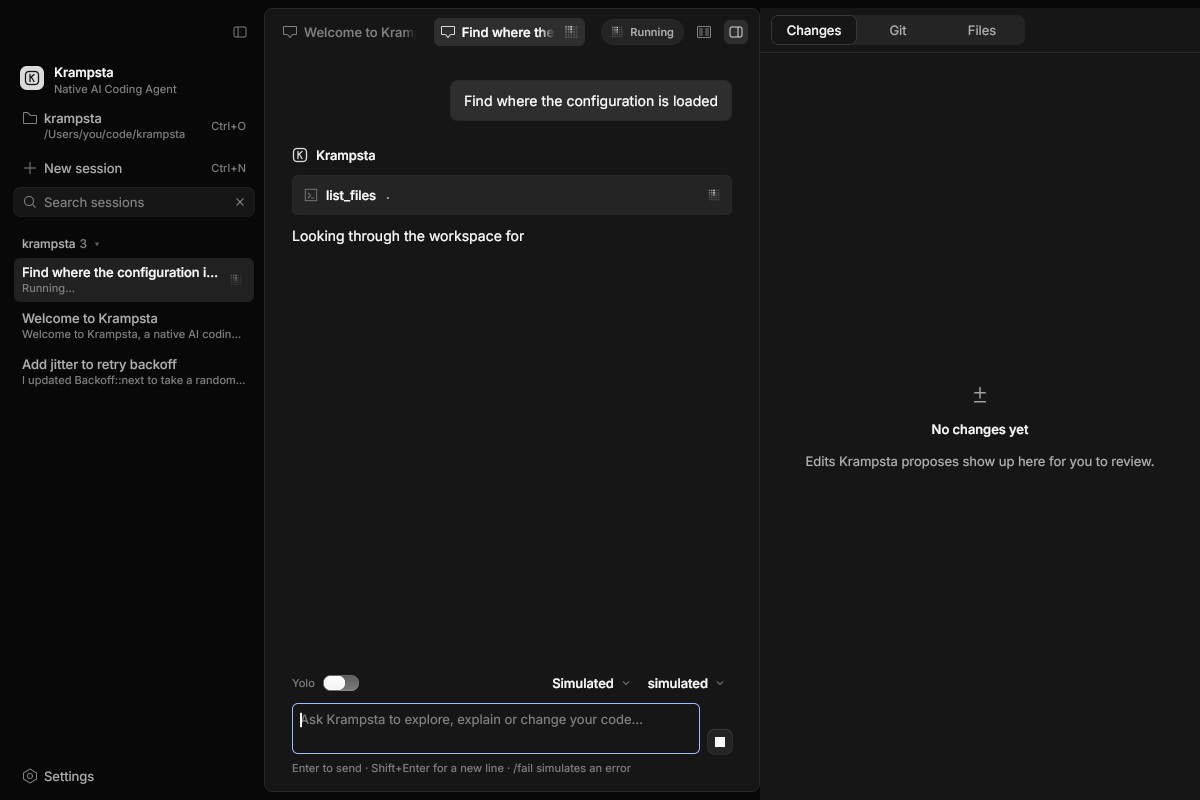 Krampsta
Native AI Coding Agent
krampsta
/Users/you/code/krampsta
Ctrl+O
New session
Ctrl+N
Search sessions
krampsta 3
Find where the configuration i...
Running...
Welcome to Krampsta
Welcome to Krampsta, a native AI codin...
Add jitter to retry backoff
I updated Backoff::next to take a random...
Settings
Welcome to Kram
Find where the
Running
Find where the configuration is loaded
Krampsta
list_files .
Looking through the workspace for
Yolo
Simulated
simulated
Ask Krampsta to explore, explain or change your code...
Enter to send · Shift+Enter for a new line · /fail simulates an error
Changes
Git
Files
No changes yet
Edits Krampsta proposes show up here for you to review.